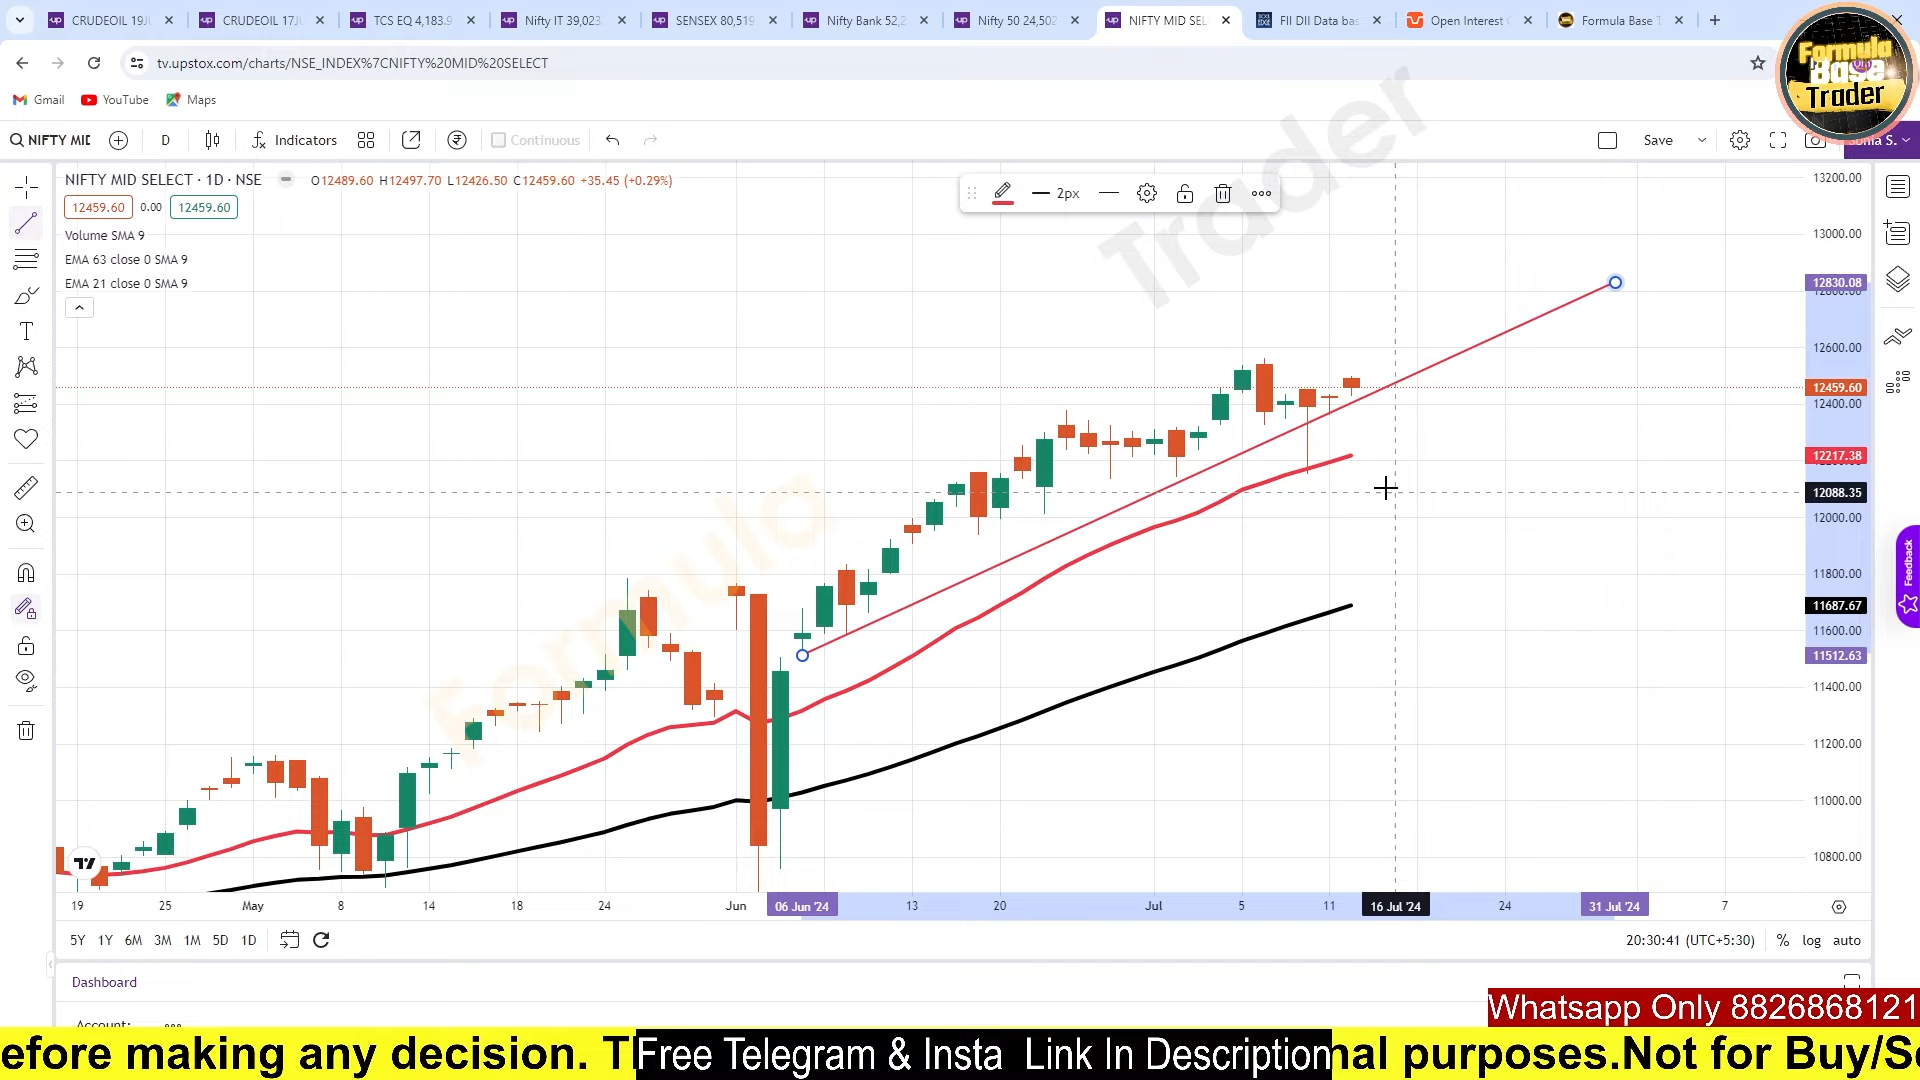 CRUDEOIL 19JU
CRUDEOIL 17JU
TCS EQ 4,183.9
Nifty IT 39,023
SENSEX 80,519
Nifty Bank 52,2
Nifty 50 24,502
NIFTY MID SEL
FII DII Data bas
Open Interest
Formula Base T
tv.upstox.com/charts/NSE_INDEX%7CNIFTY%20MID%20SELECT
Formula
Base
Trader
Gmail
YouTube
Maps
NIFTY MID
D
Indicators
Continuous
Save
Sonia S.
NIFTY MID SELECT · 1D · NSE
O12489.60 H12497.70 L12426.50 C12459.60 +35.45 (+0.29%)
12459.60 0.00 12459.60
Volume SMA 9
EMA 63 close 0 SMA 9
EMA 21 close 0 SMA 9
2px
Trader
Formula
13200.00
13000.00
12830.08
12800.00
12600.00
12459.60
12400.00
12217.38
12088.35
12000.00
11800.00
11687.67
11600.00
11512.63
11400.00
11200.00
11000.00
10800.00
Feedback
19 25 May 8 14 18 24 Jun 06 Jun '24 13 20 Jul 5 11 16 Jul '24 24 31 Jul '24 7
5Y 1Y 6M 3M 1M 5D 1D
20:30:41 (UTC+5:30) % log auto
Dashboard
Account:
Whatsapp Only 8826868121
efore making any decision. T
Free Telegram & Insta Link In Description
nal purposes.Not for Buy/Se